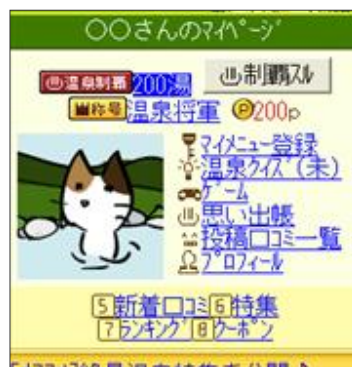 〇〇さんのﾏｲﾍﾟｰｼﾞ
♨温泉制覇 200湯 ♨制覇ｽﾙ
称号 温泉将軍 Ⓟ200p
ﾏｲﾒﾆｭｰ登録
温泉ｸｲｽﾞ(未)
ｹﾞｰﾑ
♨思い出帳
投稿口ｺﾐ一覧
ﾌﾟﾛﾌｨｰﾙ
5新着口ｺﾐ6特集
7ﾗﾝｷﾝｸﾞ8ｸｰﾎﾟﾝ